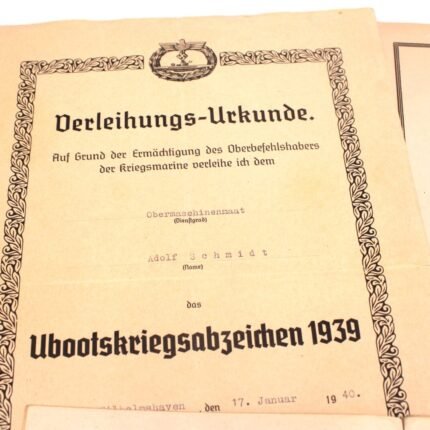 Verleihungs-Urkunde.
Auf Grund der Ermächtigung des Oberbefehlshabers
der Kriegsmarine verleihe ich dem
Obermaschinenmaat
(Dienstgrad)
Adolf Schmidt
(Name)
das
Ubootskriegsabzeichen 1939
Wilhelmshaven, den 17. Januar 1940.